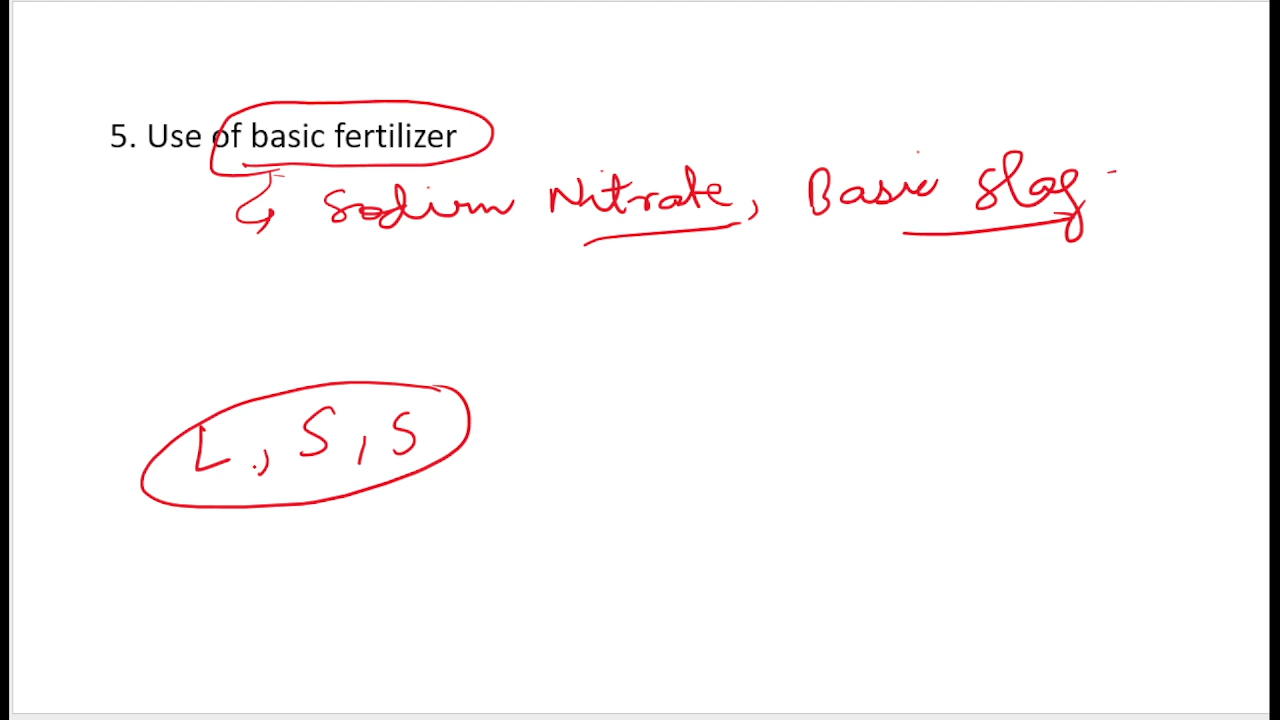 5. Use of basic fertilizer
Sodium Nitrate, Basic Slag
L, S, S